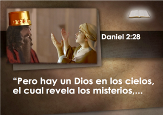 Daniel 2:28
"Pero hay un Dios en los cielos,
el cual revela los misterios,...